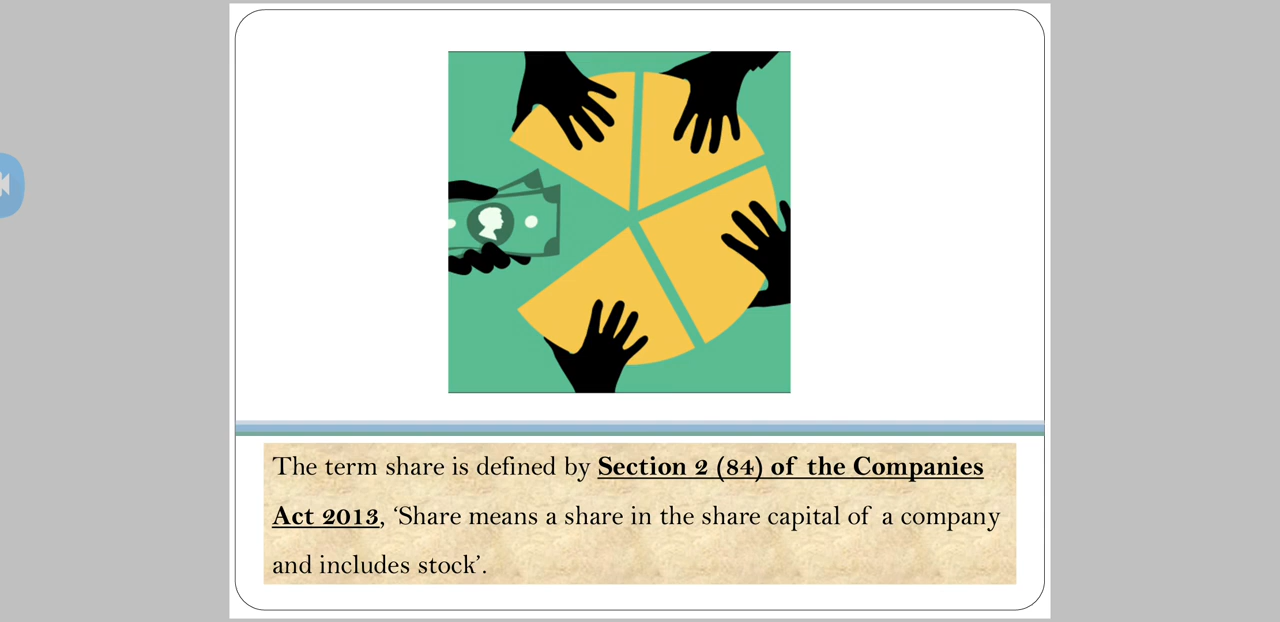 The term share is defined by Section 2 (84) of the Companies
Act 2013, ‘Share means a share in the share capital of a company
and includes stock’.